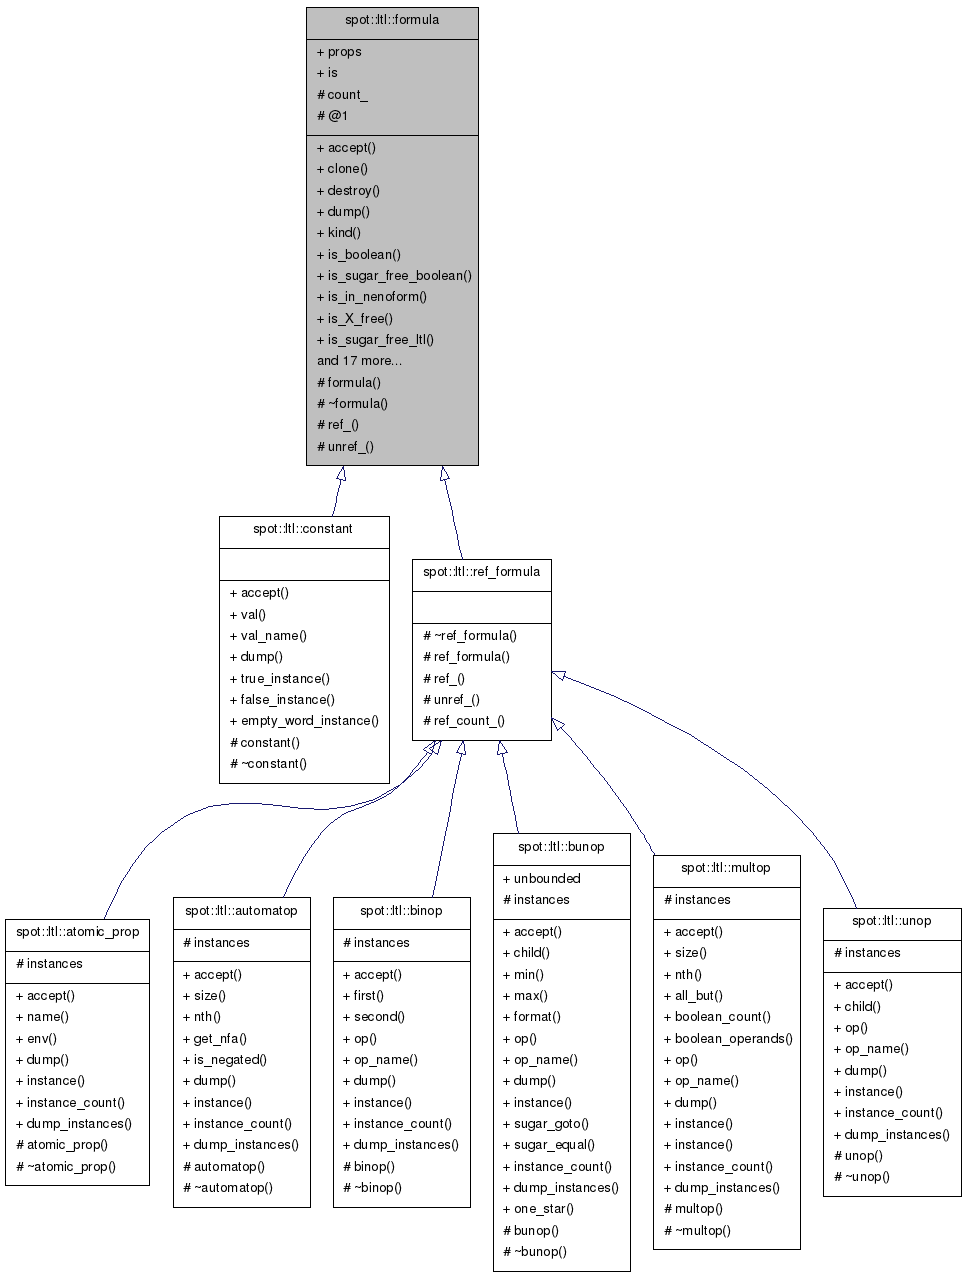 spot::ltl::formula
+ props
+ is
# count_
# @1
+ accept()
+ clone()
+ destroy()
+ dump()
+ kind()
+ is_boolean()
+ is_sugar_free_boolean()
+ is_in_nenoform()
+ is_X_free()
+ is_sugar_free_ltl()
and 17 more...
# formula()
# ~formula()
# ref_()
# unref_()
spot::ltl::constant
+ accept()
+ val()
+ val_name()
+ dump()
+ true_instance()
+ false_instance()
+ empty_word_instance()
# constant()
# ~constant()
spot::ltl::ref_formula
# ~ref_formula()
# ref_formula()
# ref_()
# unref_()
# ref_count_()
spot::ltl::atomic_prop
# instances
+ accept()
+ name()
+ env()
+ dump()
+ instance()
+ instance_count()
+ dump_instances()
# atomic_prop()
# ~atomic_prop()
spot::ltl::automatop
# instances
+ accept()
+ size()
+ nth()
+ get_nfa()
+ is_negated()
+ dump()
+ instance()
+ instance_count()
+ dump_instances()
# automatop()
# ~automatop()
spot::ltl::binop
# instances
+ accept()
+ first()
+ second()
+ op()
+ op_name()
+ dump()
+ instance()
+ instance_count()
+ dump_instances()
# binop()
# ~binop()
spot::ltl::bunop
+ unbounded
# instances
+ accept()
+ child()
+ min()
+ max()
+ format()
+ op()
+ op_name()
+ dump()
+ instance()
+ sugar_goto()
+ sugar_equal()
+ instance_count()
+ dump_instances()
+ one_star()
# bunop()
# ~bunop()
spot::ltl::multop
# instances
+ accept()
+ size()
+ nth()
+ all_but()
+ boolean_count()
+ boolean_operands()
+ op()
+ op_name()
+ dump()
+ instance()
+ instance()
+ instance_count()
+ dump_instances()
# multop()
# ~multop()
spot::ltl::unop
# instances
+ accept()
+ child()
+ op()
+ op_name()
+ dump()
+ instance()
+ instance_count()
+ dump_instances()
# unop()
# ~unop()